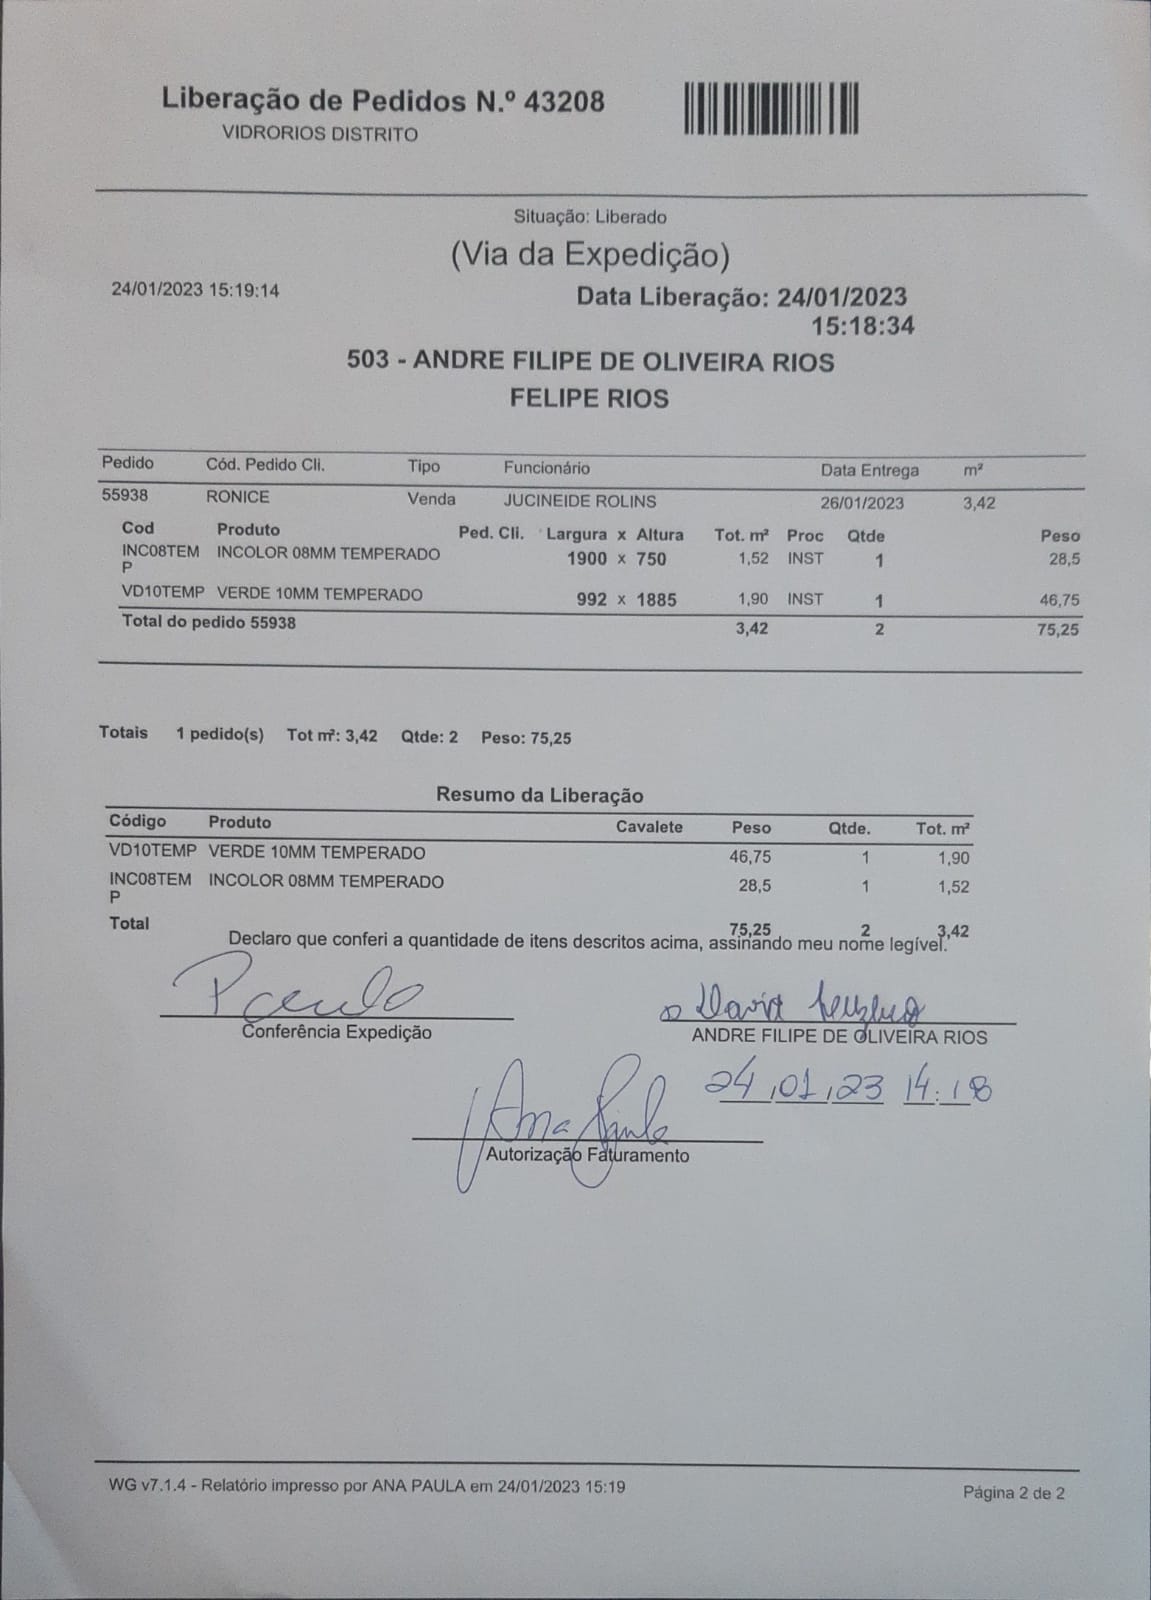 Liberação de Pedidos N.º 43208
VIDRORIOS DISTRITO
Situação: Liberado
(Via da Expedição)
24/01/2023 15:19:14
Data Liberação: 24/01/2023
15:18:34
503 - ANDRE FILIPE DE OLIVEIRA RIOS
FELIPE RIOS
Pedido Cód. Pedido Cli. Tipo Funcionário Data Entrega m²
55938 RONICE Venda JUCINEIDE ROLINS 26/01/2023 3,42
Cod Produto Ped. Cli. Largura x Altura Tot. m² Proc Qtde Peso
INC08TEM INCOLOR 08MM TEMPERADO 1900 x 750 1,52 INST 1 28,5
P
VD10TEMP VERDE 10MM TEMPERADO 992 x 1885 1,90 INST 1 46,75
Total do pedido 55938 3,42 2 75,25
Totais 1 pedido(s) Tot m²: 3,42 Qtde: 2 Peso: 75,25
Resumo da Liberação
Código Produto Cavalete Peso Qtde. Tot. m²
VD10TEMP VERDE 10MM TEMPERADO 46,75 1 1,90
INC08TEM INCOLOR 08MM TEMPERADO 28,5 1 1,52
P
Total 75,25 2 3,42
Declaro que conferi a quantidade de itens descritos acima, assinando meu nome legível.
Paulo David
Conferência Expedição ANDRE FILIPE DE OLIVEIRA RIOS
24/01/23 14:18
Ana Paula
Autorização Faturamento
WG v7.1.4 - Relatório impresso por ANA PAULA em 24/01/2023 15:19 Página 2 de 2